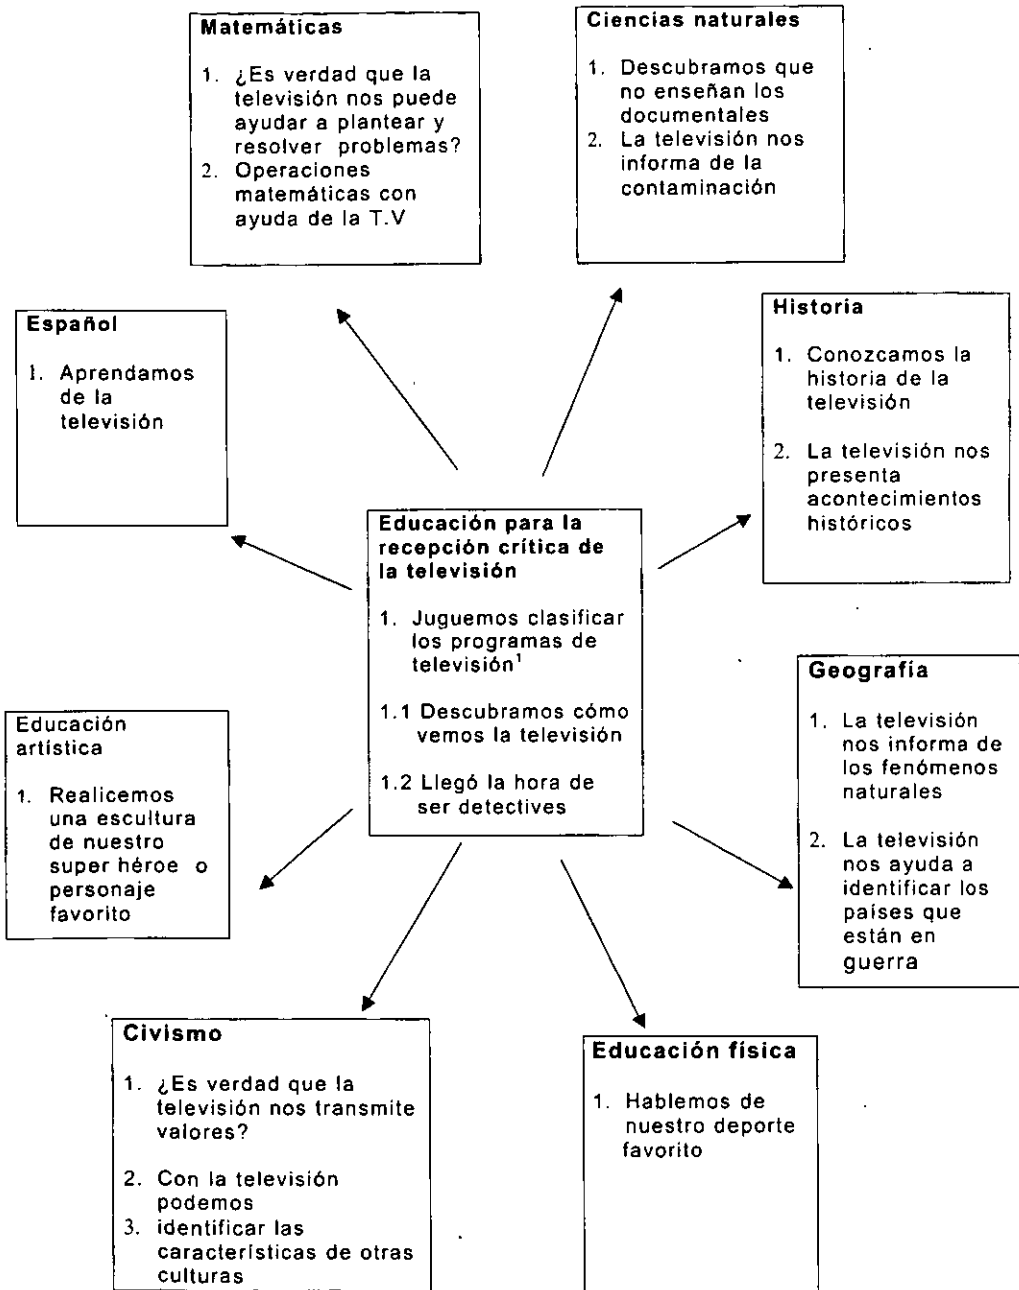 Matemáticas
1. ¿Es verdad que la
televisión nos puede
ayudar a plantear y
resolver problemas?
2. Operaciones
matemáticas con
ayuda de la T.V
Ciencias naturales
1. Descubramos que
no enseñan los
documentales
2. La televisión nos
informa de la
contaminación
Español
1. Aprendamos
de la
televisión
Historia
1. Conozcamos la
historia de la
televisión
2. La televisión nos
presenta
acontecimientos
históricos
Educación para la
recepción crítica de
la televisión
1. Juguemos clasificar
los programas de
televisión¹
1.1 Descubramos cómo
vemos la televisión
1.2 Llegó la hora de
ser detectives
Geografía
1. La televisión
nos informa de
los fenómenos
naturales
2. La televisión
nos ayuda a
identificar los
países que
están en
guerra
Educación
artística
1. Realicemos
una escultura
de nuestro
super héroe o
personaje
favorito
Civismo
1. ¿Es verdad que la
televisión nos transmite
valores?
2. Con la televisión
podemos
3. identificar las
características de otras
culturas
Educación física
1. Hablemos de
nuestro deporte
favorito